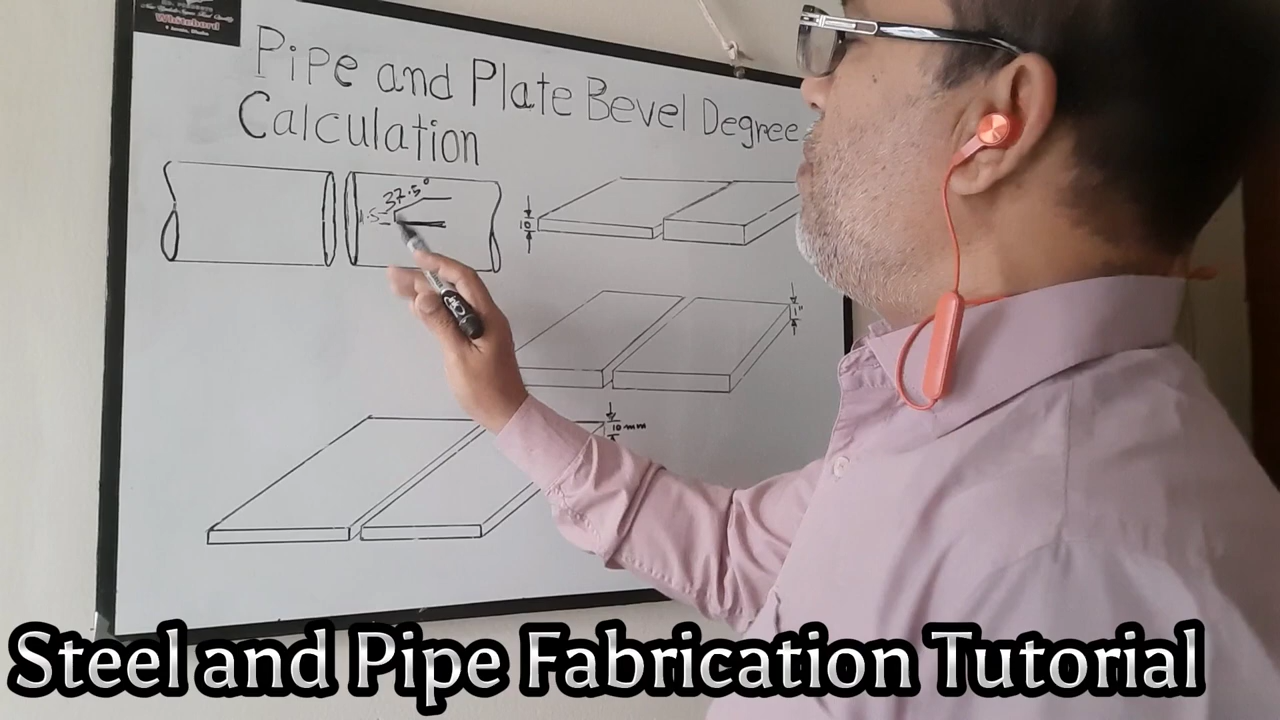 Whitebord
Pipe and Plate Bevel Degree
Calculation
37.5°
1.5
10
1"
10 mm
Steel and Pipe Fabrication Tutorial